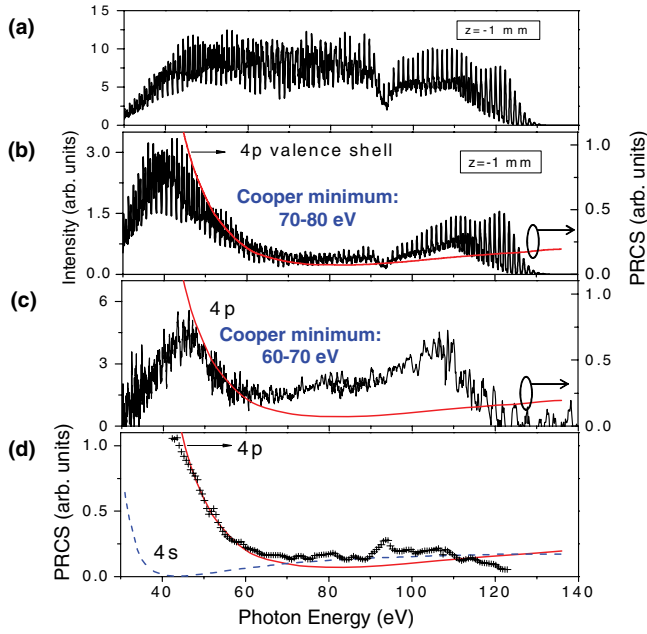 (a)
15
10
5
0
z=-1 mm
(b)
3.0
1.5
0.0
Intensity (arb. units)
4p valence shell
z=-1 mm
Cooper minimum:
70-80 eV
1.0
0.5
0.0
PRCS (arb. units)
(c)
6
3
0
4p
Cooper minimum:
60-70 eV
1.0
0.5
0.0
(d)
1.0
0.5
0.0
PRCS (arb. units)
4p
4s
40 60 80 100 120 140
Photon Energy (eV)